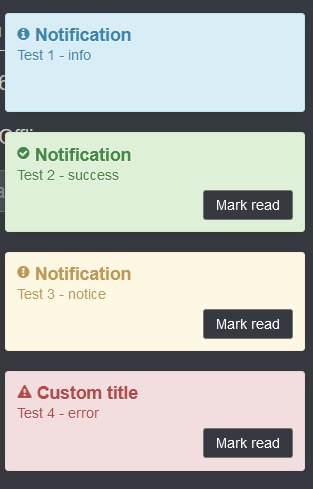 Notification
Test 1 - info
Notification
Test 2 - success
Mark read
Notification
Test 3 - notice
Mark read
Custom title
Test 4 - error
Mark read